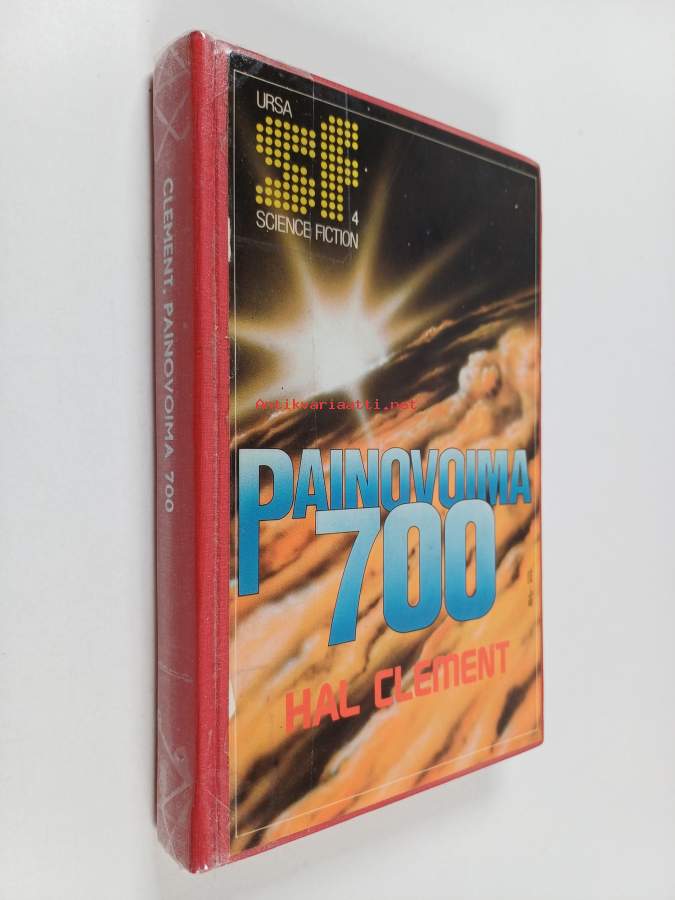 CLEMENT, PAINOVOIMA 700
URSA
sf
4
SCIENCE FICTION
Antikvariaatti.net
PAINOVOIMA
700
HAL CLEMENT